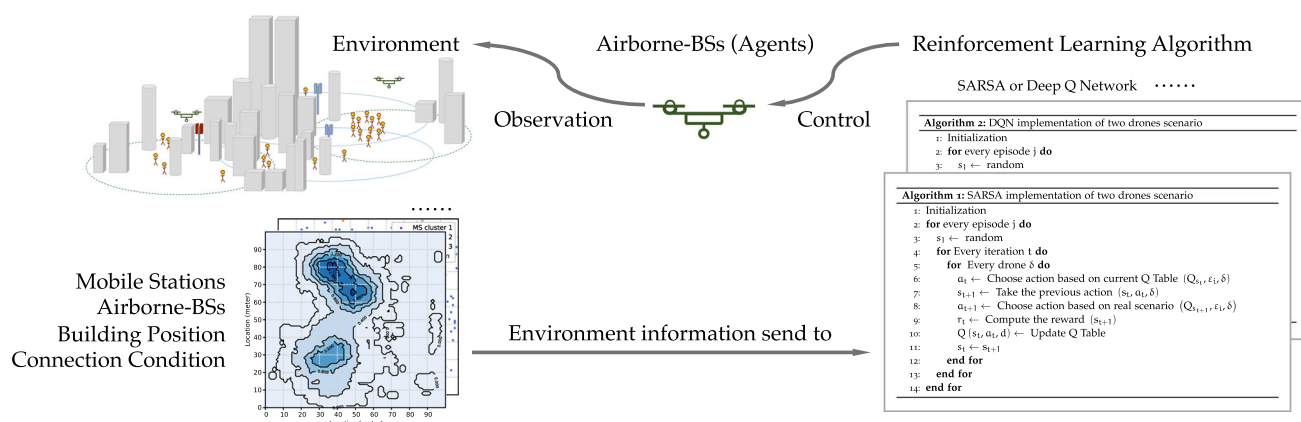 Environment
Airborne-BSs (Agents)
Reinforcement Learning Algorithm
SARSA or Deep Q Network ······
Observation
Control
Algorithm 2: DQN implementation of two drones scenario
1: Initialization
2: for every episode j do
3: s₁ ← random
Algorithm 1: SARSA implementation of two drones scenario
1: Initialization
2: for every episode j do
3: s₁ ← random
4: for Every iteration t do
5: for Every drone δ do
6: aₜ ← Choose action based on current Q Table (Q_{s_t}, ε_i, δ)
7: sₜ₊₁ ← Take the previous action (sₜ, aₜ, δ)
8: aₜ₊₁ ← Choose action based on real scenario (Q_{s_{t+1}}, ε_i, δ)
9: rₜ ← Compute the reward (sₜ₊₁)
10: Q (sₜ, aₜ, d) ← Update Q Table
11: sₜ ← sₜ₊₁
12: end for
13: end for
14: end for
······
MS cluster 1
2
3
n
Mobile Stations
Airborne-BSs
Building Position
Connection Condition
Location (meter)
90
80
70
60
50
40
30
20
10
0
0 10 20 30 40 50 60 70 80 90
Environment information send to